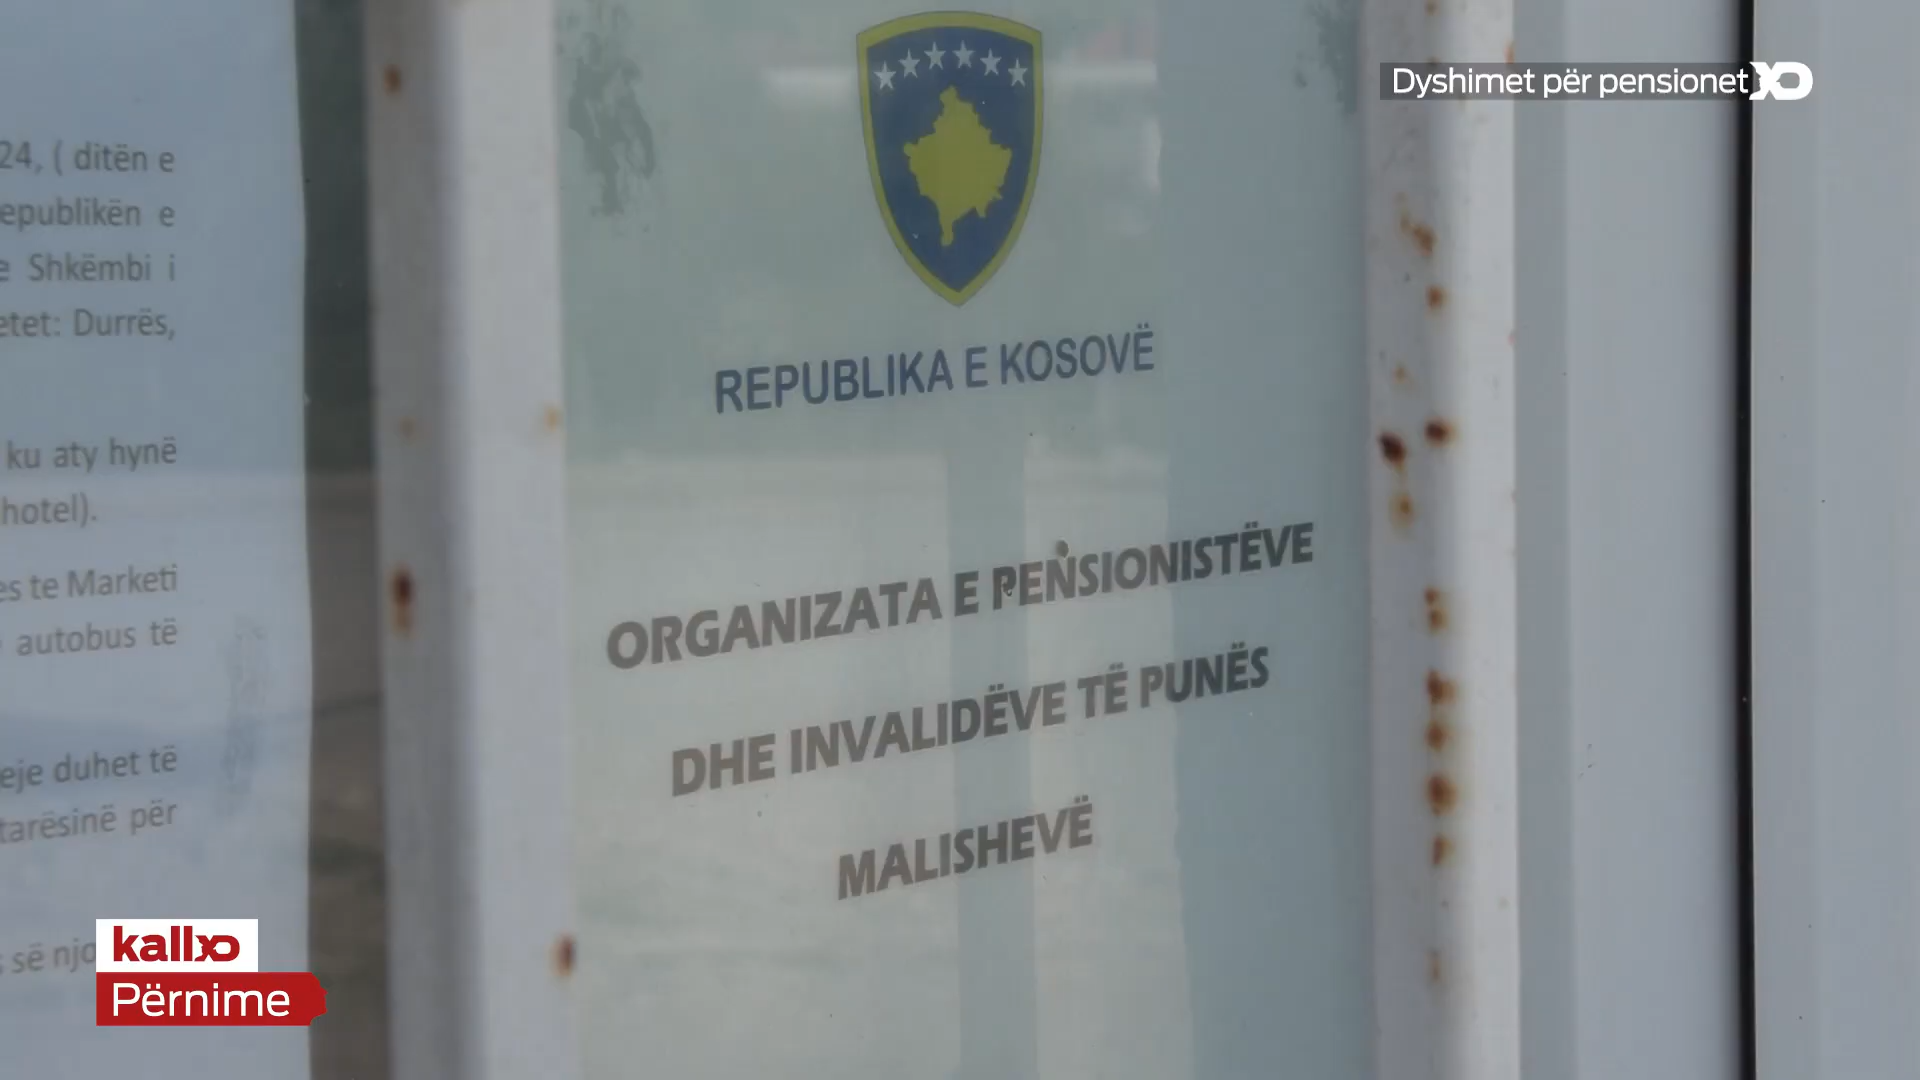 Dyshimet për pensionet XO
24, ( ditën e
epublikën e
e Shkëmbi i
etet: Durrës,
ku aty hynë
hotel).
es te Marketi
autobus të
eje duhet të
tarësinë për
së njo
REPUBLIKA E KOSOVË
ORGANIZATA E PENSIONISTËVE
DHE INVALIDËVE TË PUNËS
MALISHEVË
kallxo
Përnime